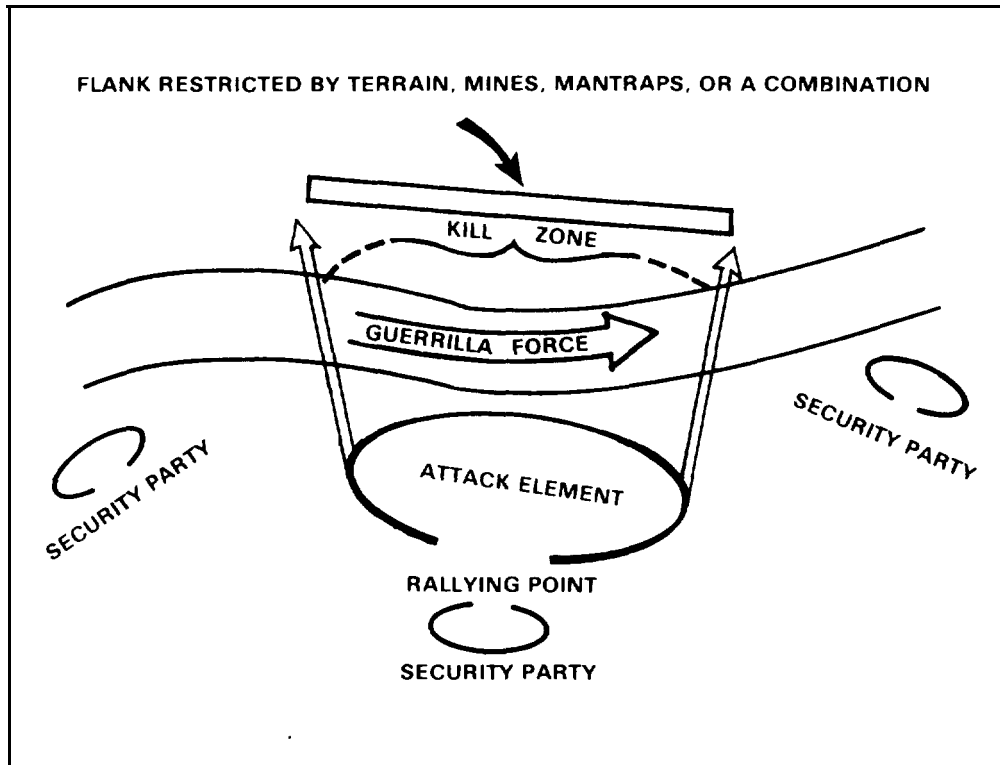 FLANK RESTRICTED BY TERRAIN, MINES, MANTRAPS, OR A COMBINATION
KILL ZONE
GUERRILLA FORCE
SECURITY PARTY
ATTACK ELEMENT
SECURITY PARTY
RALLYING POINT
SECURITY PARTY